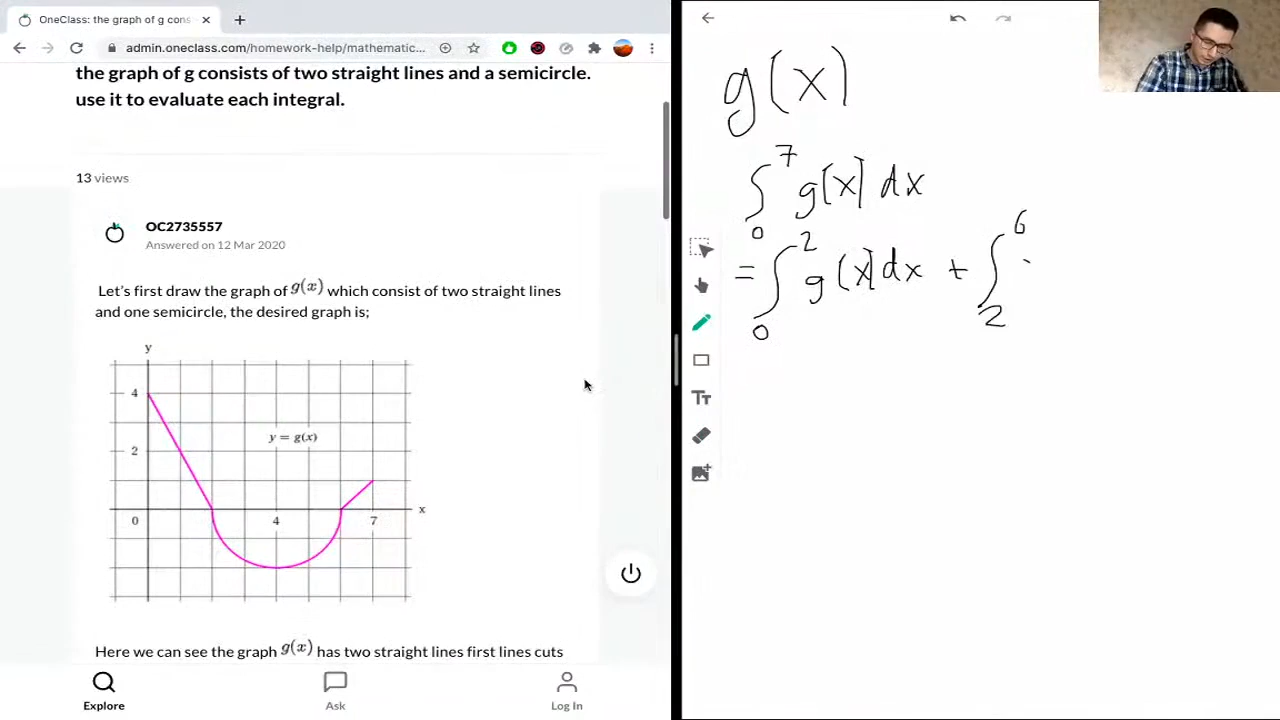 OneClass: the graph of g cons
admin.oneclass.com/homework-help/mathematic...
the graph of g consists of two straight lines and a semicircle.
use it to evaluate each integral.
13 views
OC2735557
Answered on 12 Mar 2020
Let's first draw the graph of g(x) which consist of two straight lines
and one semicircle, the desired graph is;
y
4
y = g(x)
2
0 4 7 x
Here we can see the graph g(x) has two straight lines first lines cuts
Explore Ask Log In
g(x)
∫₀⁷ g(x) dx
= ∫₀² g(x) dx + ∫₂⁶
Tт